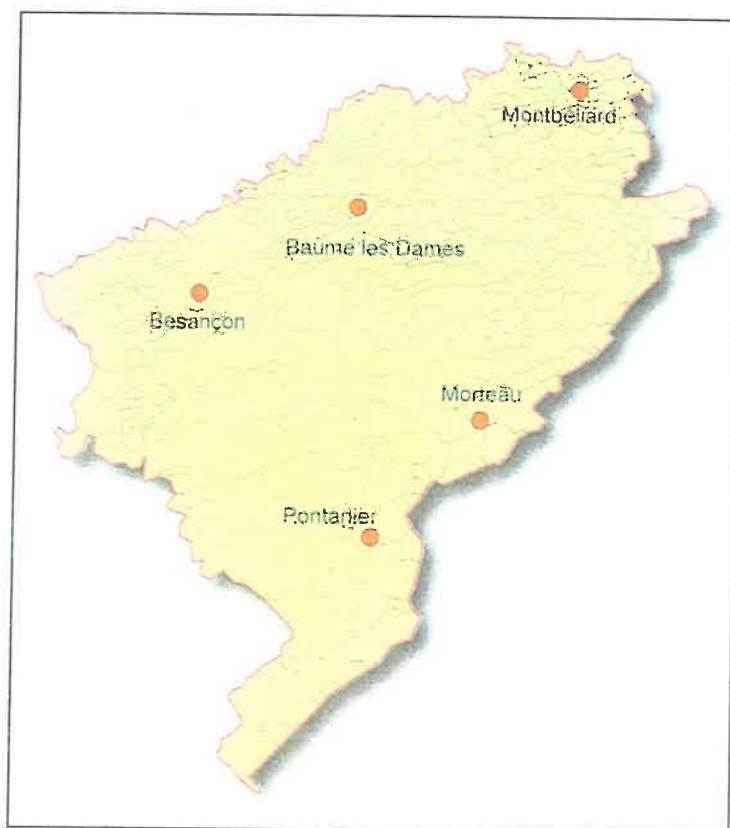 Montbéliard
Baume les Dames
Besançon
Morteau
Pontarlier